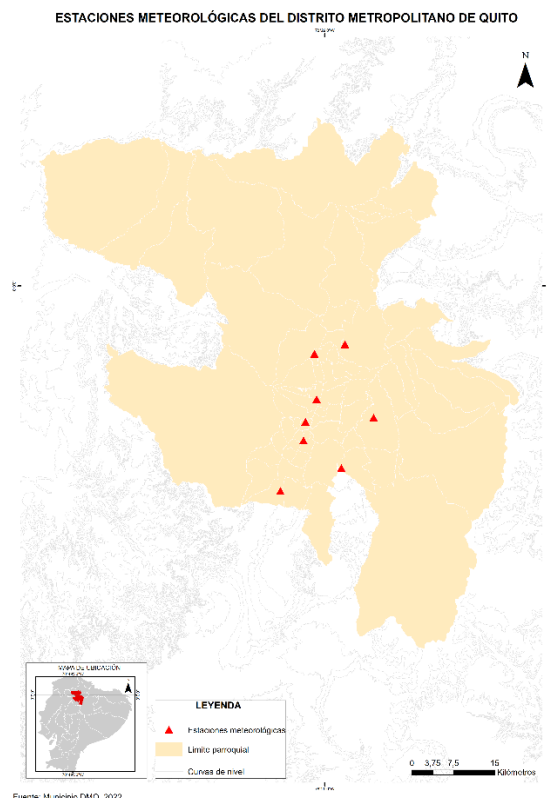 ESTACIONES METEOROLÓGICAS DEL DISTRITO METROPOLITANO DE QUITO
N
MAPA DE UBICACIÓN
LEYENDA
Estaciones meteorológicas
Límite parroquial
Curvas de nivel
0 3,75 7,5 15
Kilómetros
Fuente: Municipio DMQ, 2022